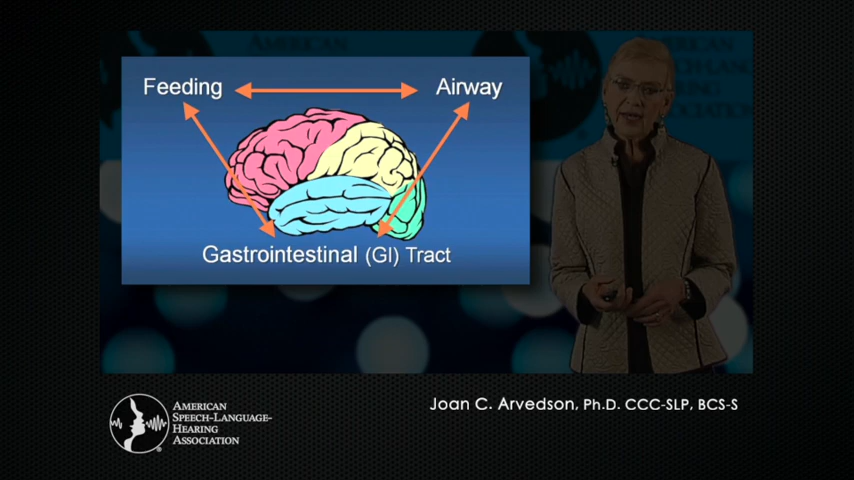 Feeding
Airway
Gastrointestinal (GI) Tract
Joan C. Arvedson, Ph.D. CCC-SLP, BCS-S
AMERICAN
SPEECH-LANGUAGE-
HEARING
ASSOCIATION
®